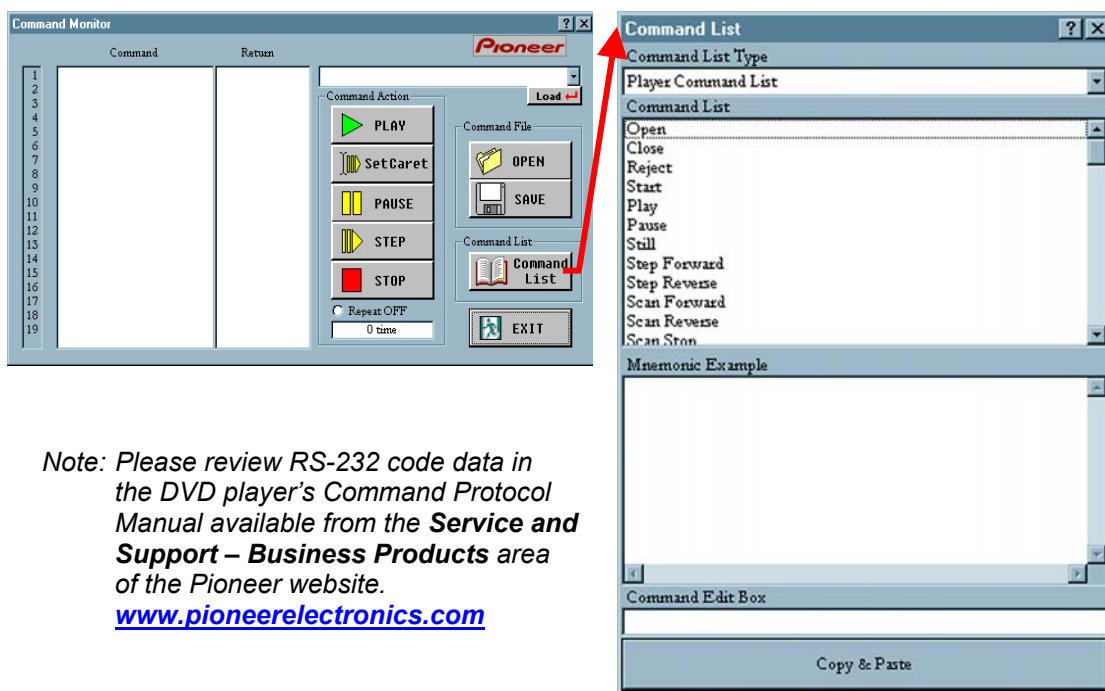 Command Monitor
Command Return
Pioneer
1
2
3
4
5
6
7
8
9
10
11
12
13
14
15
16
17
18
19
Load
Command Action
PLAY
SetCaret
PAUSE
STEP
STOP
Repeat OFF
0 time
Command File
OPEN
SAVE
Command List
Command
List
EXIT
Note: Please review RS-232 code data in
the DVD player's Command Protocol
Manual available from the Service and
Support – Business Products area
of the Pioneer website.
www.pioneerelectronics.com
Command List
Command List Type
Player Command List
Command List
Open
Close
Reject
Start
Play
Pause
Still
Step Forward
Step Reverse
Scan Forward
Scan Reverse
Scan Stop
Mnemonic Example
Command Edit Box
Copy & Paste